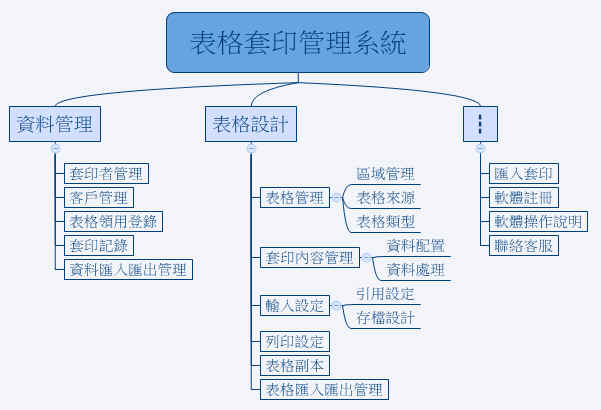 表格套印管理系統
資料管理
套印者管理
客戶管理
表格領用登錄
套印記錄
資料匯入匯出管理
表格設計
表格管理
區域管理
表格來源
表格類型
套印內容管理
資料配置
資料處理
輸入設定
引用設定
存檔設計
列印設定
表格副本
表格匯入匯出管理
┇
匯入套印
軟體註冊
軟體操作說明
聯絡客服